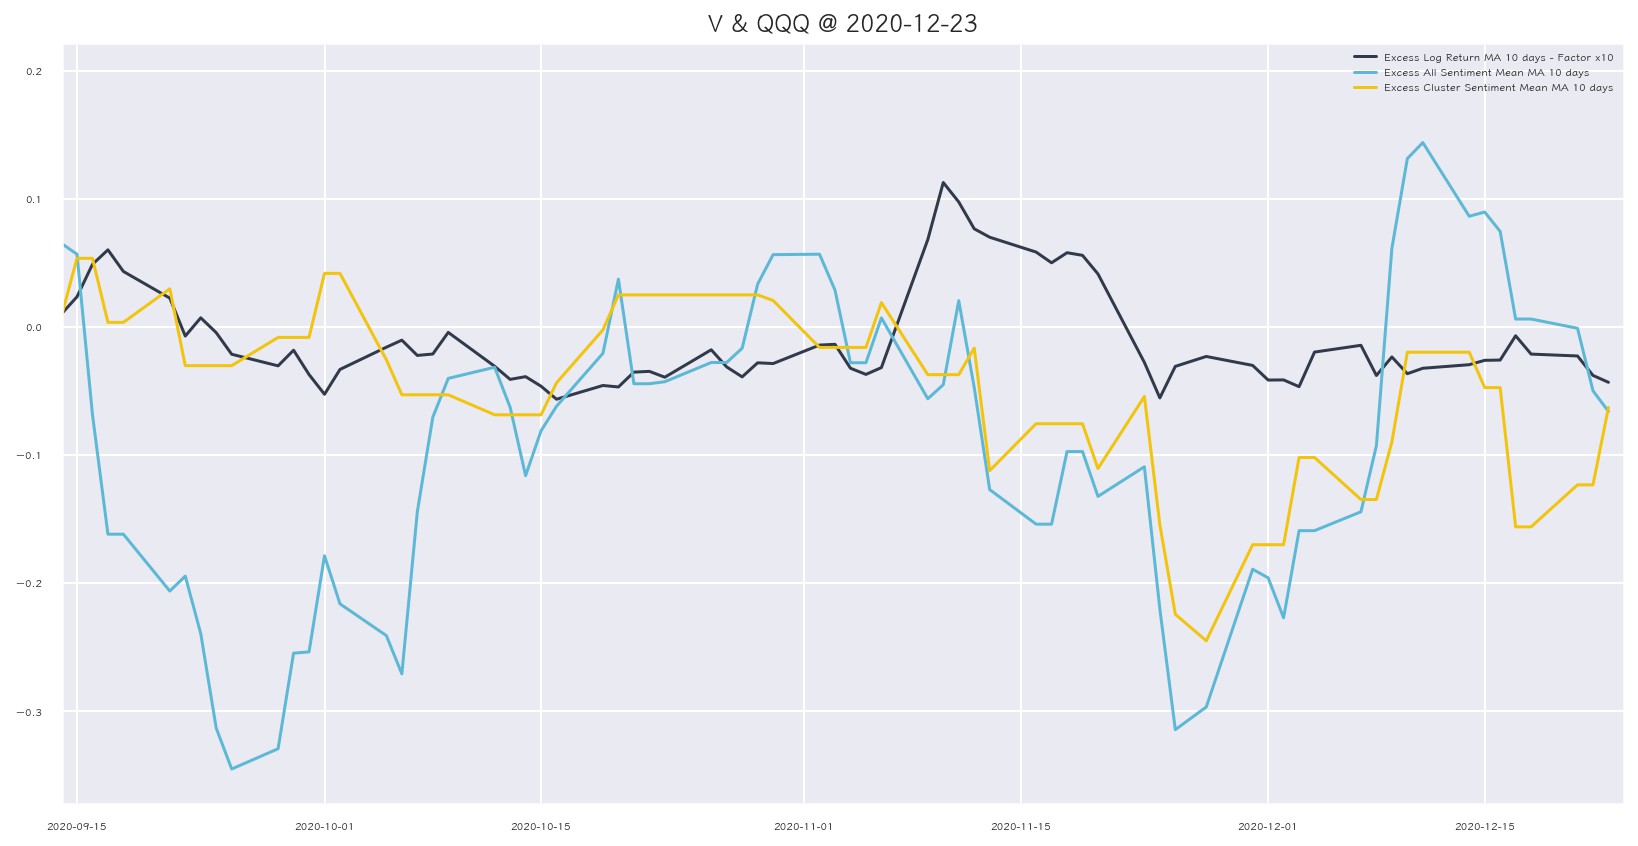 V & QQQ @ 2020-12-23
Excess Log Return MA 10 days - Factor x10
Excess All Sentiment Mean MA 10 days
Excess Cluster Sentiment Mean MA 10 days
0.2
0.1
0.0
−0.1
−0.2
−0.3
2020-09-15 2020-10-01 2020-10-15 2020-11-01 2020-11-15 2020-12-01 2020-12-15